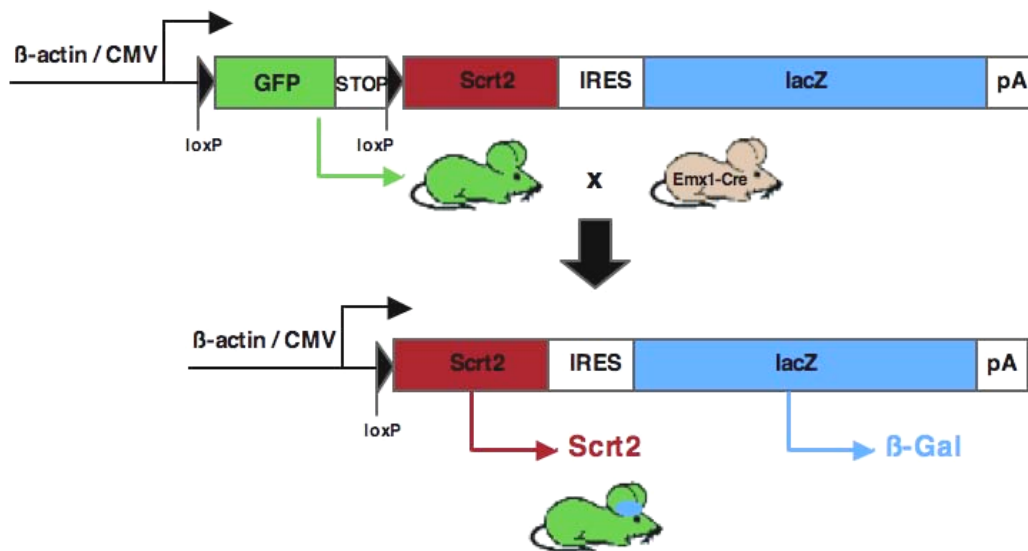 ß-actin / CMV
GFP STOP Scrt2 IRES lacZ pA
loxP loxP
x Emx1-Cre
ß-actin / CMV
Scrt2 IRES lacZ pA
loxP
Scrt2 ß-Gal